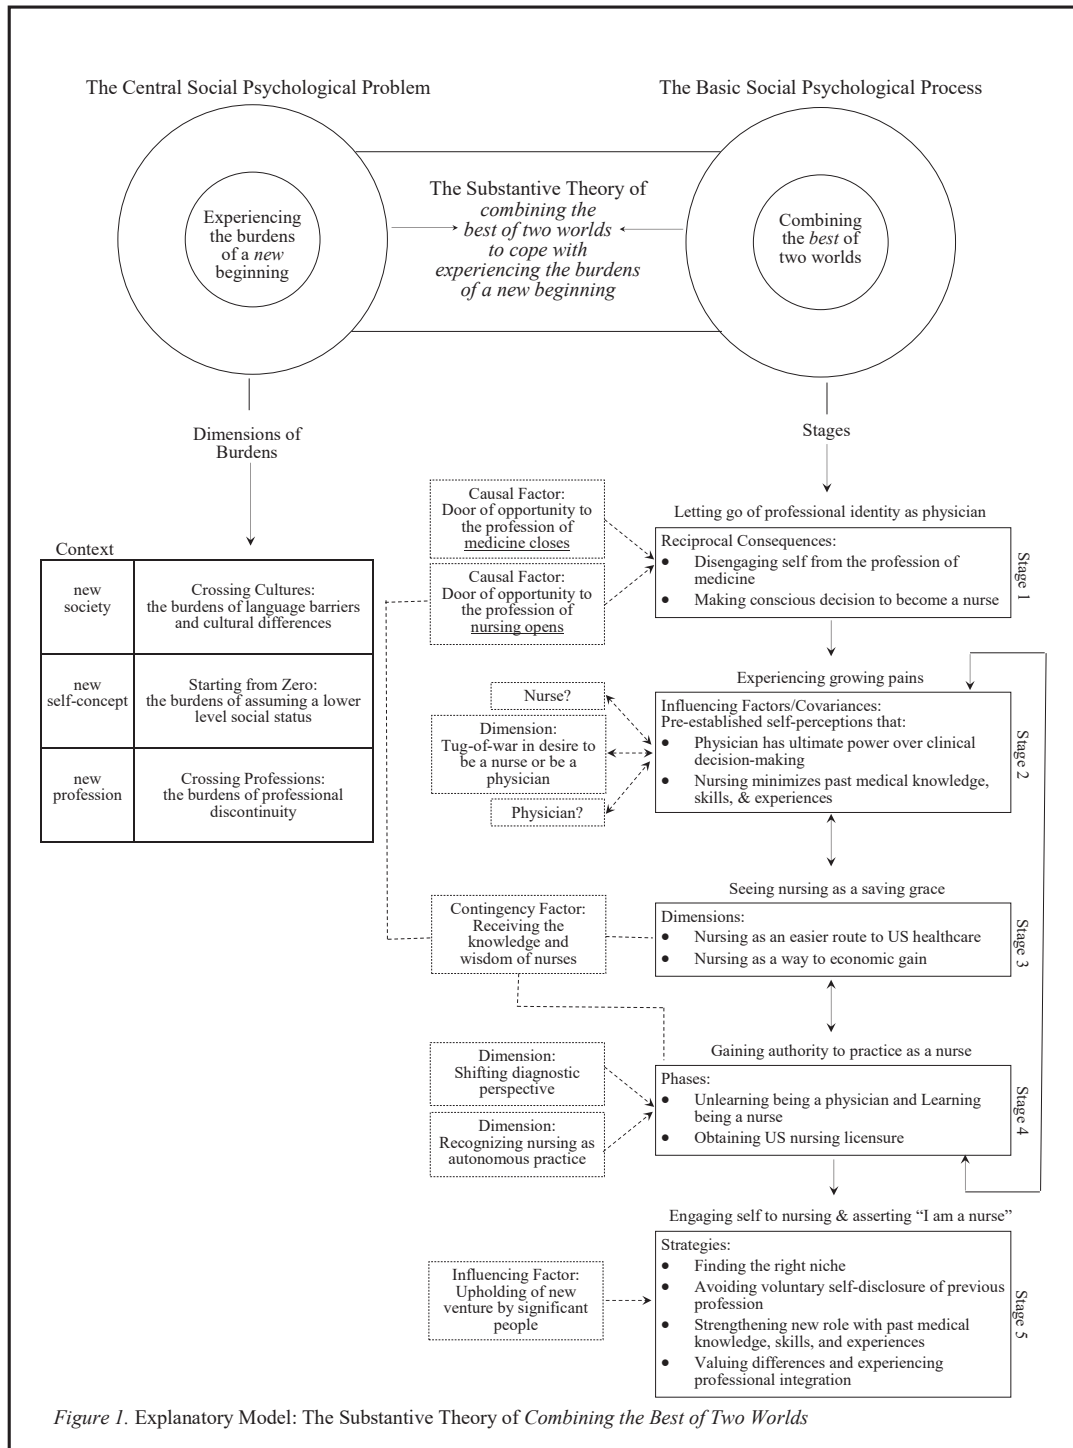 The Central Social Psychological Problem
The Basic Social Psychological Process
Experiencing
the burdens
of a new
beginning
The Substantive Theory of
combining the
best of two worlds
to cope with
experiencing the burdens
of a new beginning
Combining
the best of
two worlds
Dimensions of
Burdens
Context
new
society
Crossing Cultures:
the burdens of language barriers
and cultural differences
new
self-concept
Starting from Zero:
the burdens of assuming a lower
level social status
new
profession
Crossing Professions:
the burdens of professional
discontinuity
Stages
Causal Factor:
Door of opportunity to
the profession of
medicine closes
Causal Factor:
Door of opportunity to
the profession of
nursing opens
Letting go of professional identity as physician
Reciprocal Consequences:
● Disengaging self from the profession of
medicine
● Making conscious decision to become a nurse
Stage 1
Experiencing growing pains
Nurse?
Dimension:
Tug-of-war in desire to
be a nurse or be a
physician
Physician?
Influencing Factors/Covariances:
Pre-established self-perceptions that:
● Physician has ultimate power over clinical
decision-making
● Nursing minimizes past medical knowledge,
skills, & experiences
Stage 2
Seeing nursing as a saving grace
Contingency Factor:
Receiving the
knowledge and
wisdom of nurses
Dimensions:
● Nursing as an easier route to US healthcare
● Nursing as a way to economic gain
Stage 3
Gaining authority to practice as a nurse
Dimension:
Shifting diagnostic
perspective
Dimension:
Recognizing nursing as
autonomous practice
Phases:
● Unlearning being a physician and Learning
being a nurse
● Obtaining US nursing licensure
Stage 4
Engaging self to nursing & asserting “I am a nurse”
Influencing Factor:
Upholding of new
venture by significant
people
Strategies:
● Finding the right niche
● Avoiding voluntary self-disclosure of previous
profession
● Strengthening new role with past medical
knowledge, skills, and experiences
● Valuing differences and experiencing
professional integration
Stage 5
Figure 1. Explanatory Model: The Substantive Theory of Combining the Best of Two Worlds